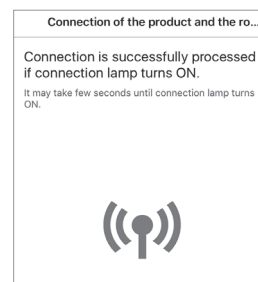 Connection of the product and the ro...
Connection is successfully processed
if connection lamp turns ON.
It may take few seconds until connection lamp turns
ON.